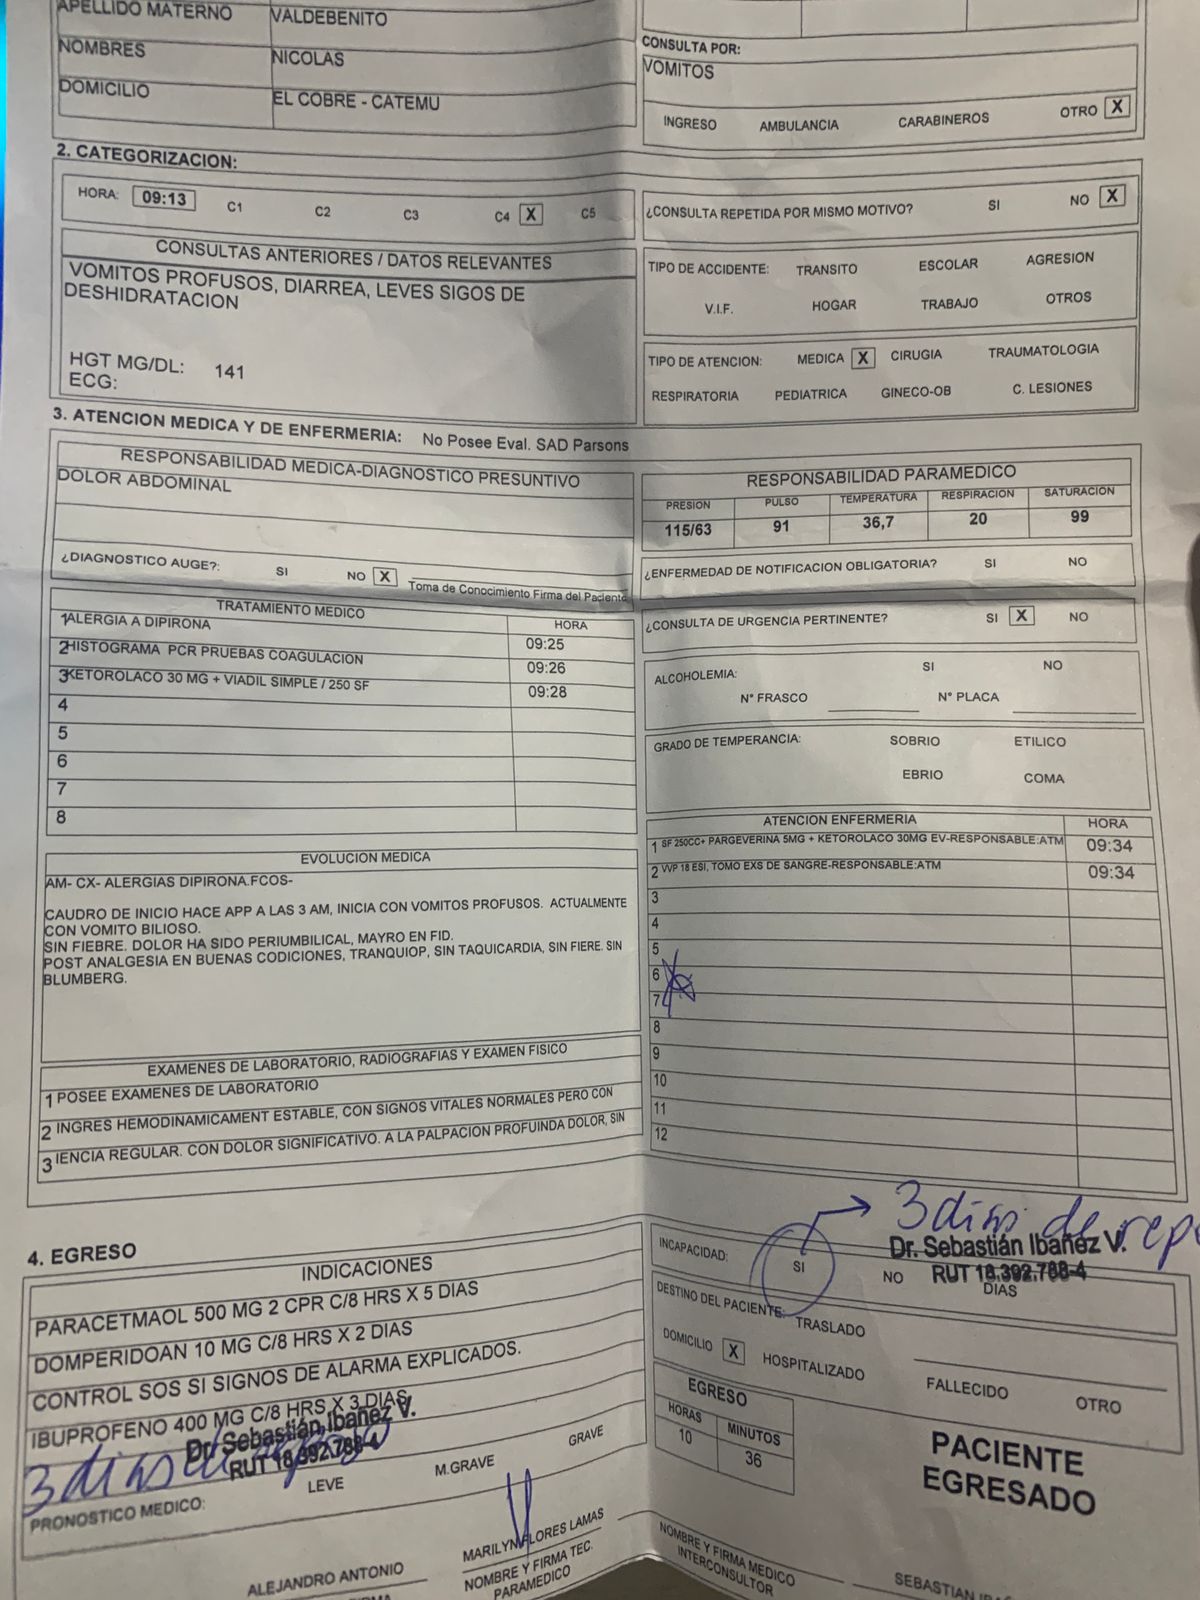 APELLIDO MATERNO VALDEBENITO
NOMBRES NICOLAS
DOMICILIO EL COBRE - CATEMU
CONSULTA POR:
VOMITOS
INGRESO AMBULANCIA CARABINEROS OTRO X
2. CATEGORIZACION:
HORA: 09:13 C1 C2 C3 C4 X C5
CONSULTAS ANTERIORES / DATOS RELEVANTES
VOMITOS PROFUSOS, DIARREA, LEVES SIGOS DE
DESHIDRATACION
HGT MG/DL: 141
ECG:
¿CONSULTA REPETIDA POR MISMO MOTIVO? SI NO X
TIPO DE ACCIDENTE: TRANSITO ESCOLAR AGRESION
V.I.F. HOGAR TRABAJO OTROS
TIPO DE ATENCION: MEDICA X CIRUGIA TRAUMATOLOGIA
RESPIRATORIA PEDIATRICA GINECO-OB C. LESIONES
3. ATENCION MEDICA Y DE ENFERMERIA: No Posee Eval. SAD Parsons
RESPONSABILIDAD MEDICA-DIAGNOSTICO PRESUNTIVO
DOLOR ABDOMINAL
¿DIAGNOSTICO AUGE?: SI NO X
Toma de Conocimiento Firma del Paciente
RESPONSABILIDAD PARAMEDICO
PRESION PULSO TEMPERATURA RESPIRACION SATURACION
115/63 91 36,7 20 99
¿ENFERMEDAD DE NOTIFICACION OBLIGATORIA? SI NO
TRATAMIENTO MEDICO HORA
1 ALERGIA A DIPIRONA 09:25
2 HISTOGRAMA PCR PRUEBAS COAGULACION 09:26
3 KETOROLACO 30 MG + VIADIL SIMPLE / 250 SF 09:28
4
5
6
7
8
¿CONSULTA DE URGENCIA PERTINENTE? SI X NO
ALCOHOLEMIA: SI NO
N° FRASCO N° PLACA
GRADO DE TEMPERANCIA: SOBRIO ETILICO
EBRIO COMA
EVOLUCION MEDICA
AM- CX- ALERGIAS DIPIRONA.FCOS-
CAUDRO DE INICIO HACE APP A LAS 3 AM, INICIA CON VOMITOS PROFUSOS. ACTUALMENTE
CON VOMITO BILIOSO.
SIN FIEBRE. DOLOR HA SIDO PERIUMBILICAL, MAYRO EN FID.
POST ANALGESIA EN BUENAS CODICIONES, TRANQUIOP, SIN TAQUICARDIA, SIN FIERE. SIN
BLUMBERG.
ATENCION ENFERMERIA HORA
1 SF 250CC+ PARGEVERINA 5MG + KETOROLACO 30MG EV-RESPONSABLE:ATM 09:34
2 VVP 18 ESI, TOMO EXS DE SANGRE-RESPONSABLE:ATM 09:34
3
4
5
6
7
8
9
10
11
12
EXAMENES DE LABORATORIO, RADIOGRAFIAS Y EXAMEN FISICO
1 POSEE EXAMENES DE LABORATORIO
2 INGRES HEMODINAMICAMENT ESTABLE, CON SIGNOS VITALES NORMALES PERO CON
3 IENCIA REGULAR. CON DOLOR SIGNIFICATIVO. A LA PALPACION PROFUINDA DOLOR, SIN
4. EGRESO
INDICACIONES
PARACETMAOL 500 MG 2 CPR C/8 HRS X 5 DIAS
DOMPERIDOAN 10 MG C/8 HRS X 2 DIAS
CONTROL SOS SI SIGNOS DE ALARMA EXPLICADOS.
IBUPROFENO 400 MG C/8 HRS X 3 DIAS
Dr. Sebastián Ibañez V.
RUT 18.392.788-4
3 dias de
PRONOSTICO MEDICO: LEVE M.GRAVE GRAVE
3 dias de
Dr. Sebastián Ibañez V.
RUT 18.392.788-4
INCAPACIDAD: SI NO DIAS
DESTINO DEL PACIENTE: TRASLADO
DOMICILIO X HOSPITALIZADO FALLECIDO OTRO
EGRESO
HORAS MINUTOS
10 36
PACIENTE
EGRESADO
ALEJANDRO ANTONIO
MARILYN FLORES LAMAS
NOMBRE Y FIRMA TEC.
PARAMEDICO
NOMBRE Y FIRMA MEDICO
INTERCONSULTOR